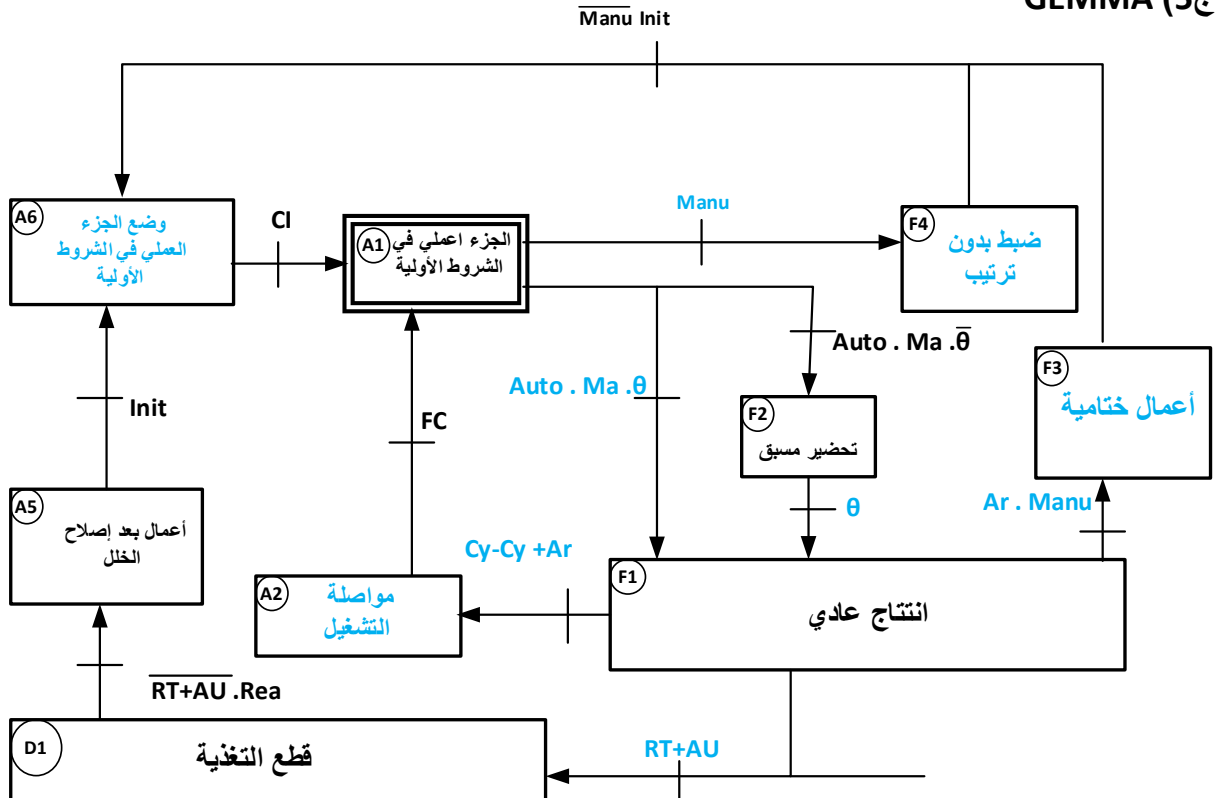 GEMMA (ج5
Manu Init
A6
وضع الجزء
العملي في الشروط
الأولية
CI
A1
الجزء اعملي في
الشروط الأولية
Manu
F4
ضبط بدون
ترتيب
Auto . Ma .θ̅
Auto . Ma .θ
F3
أعمال ختامية
Init
FC
F2
تحضير مسبق
A5
أعمال بعد إصلاح
الخلل
θ
Ar . Manu
Cy-Cy +Ar
A2
مواصلة
التشغيل
F1
انتتاج عادي
RT+AU .Rea
D1
قطع التغذية
RT+AU